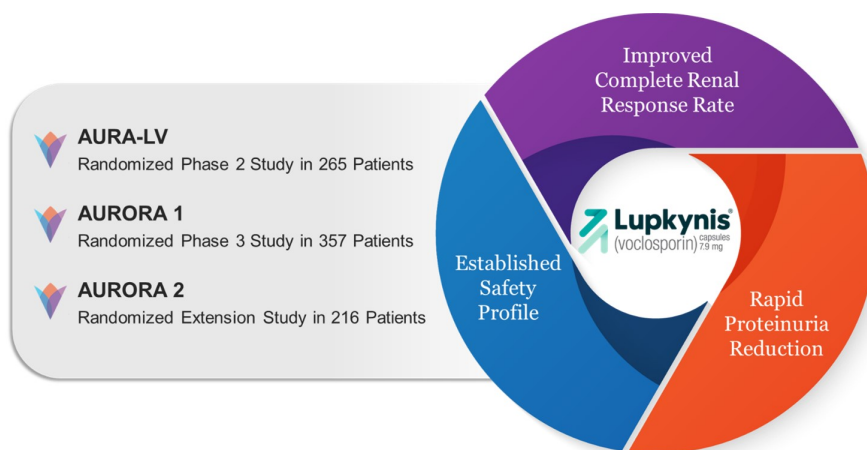 AURA-LV
Randomized Phase 2 Study in 265 Patients
AURORA 1
Randomized Phase 3 Study in 357 Patients
AURORA 2
Randomized Extension Study in 216 Patients
Improved
Complete Renal
Response Rate
Lupkynis®
(voclosporin) capsules 7.9 mg
Established
Safety
Profile
Rapid
Proteinuria
Reduction